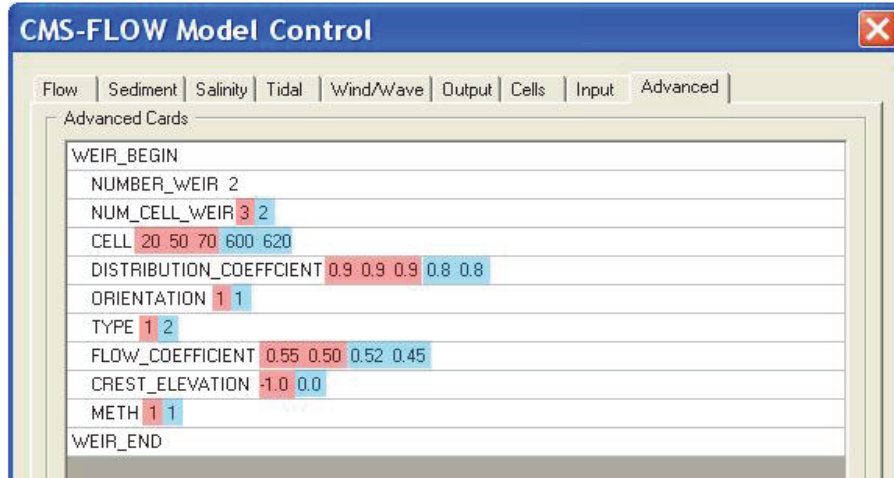 CMS-FLOW Model Control
Flow Sediment Salinity Tidal Wind/Wave Output Cells Input Advanced
Advanced Cards
WEIR_BEGIN
NUMBER_WEIR 2
NUM_CELL_WEIR 3 2
CELL 20 50 70 600 620
DISTRIBUTION_COEFFCIENT 0.9 0.9 0.9 0.8 0.8
ORIENTATION 1 1
TYPE 1 2
FLOW_COEFFICIENT 0.55 0.50 0.52 0.45
CREST_ELEVATION -1.0 0.0
METH 1 1
WEIR_END